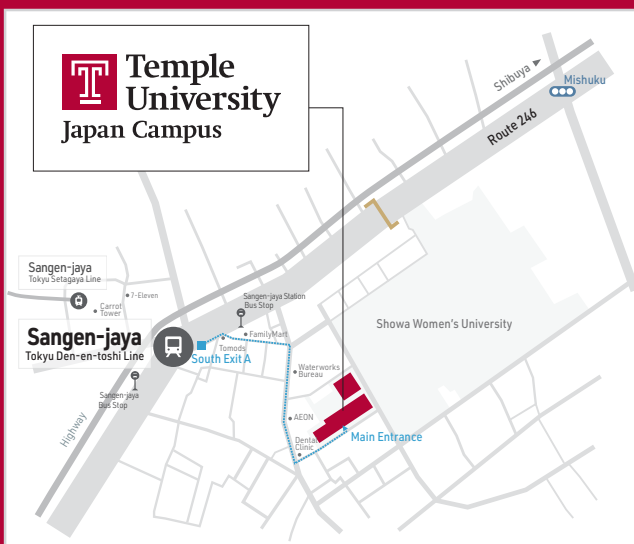 Temple
University
Japan Campus
Shibuya
Mishuku
Route 246
Sangen-jaya
Tokyu Setagaya Line
7-Eleven
Carrot
Tower
Sangen-jaya Station
Bus Stop
Showa Women's University
Sangen-jaya
Tokyu Den-en-toshi Line
FamilyMart
Tomods
South Exit A
Waterworks
Bureau
Sangen-jaya
Bus Stop
Highway
AEON
Main Entrance
Dental
Clinic